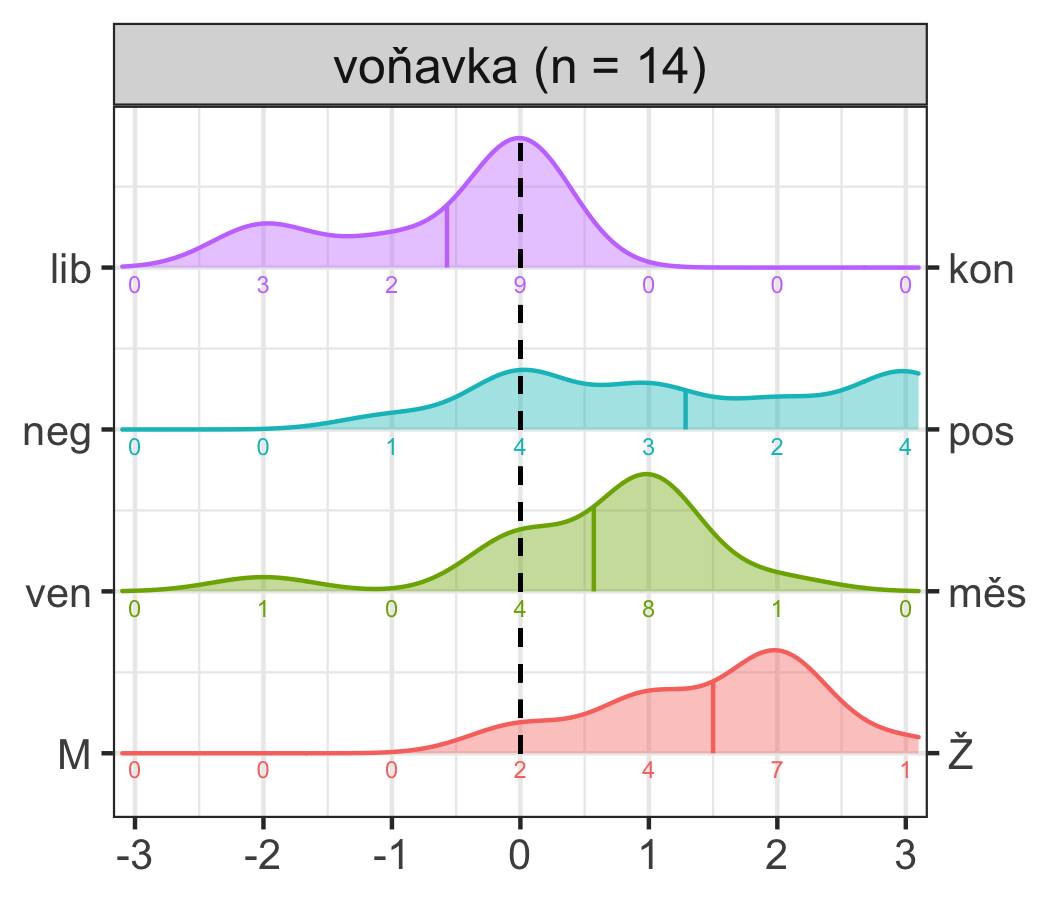 voňavka (n = 14)
lib kon
0 3 2 9 0 0 0
neg pos
0 0 1 4 3 2 4
ven měs
0 1 0 4 8 1 0
M Ž
0 0 0 2 4 7 1
-3 -2 -1 0 1 2 3